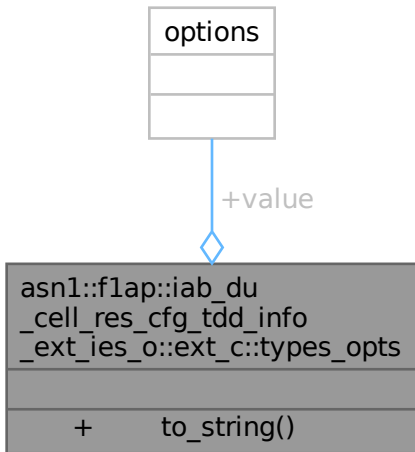 options
+value
asn1::f1ap::iab_du
_cell_res_cfg_tdd_info
_ext_ies_o::ext_c::types_opts
+ to_string()